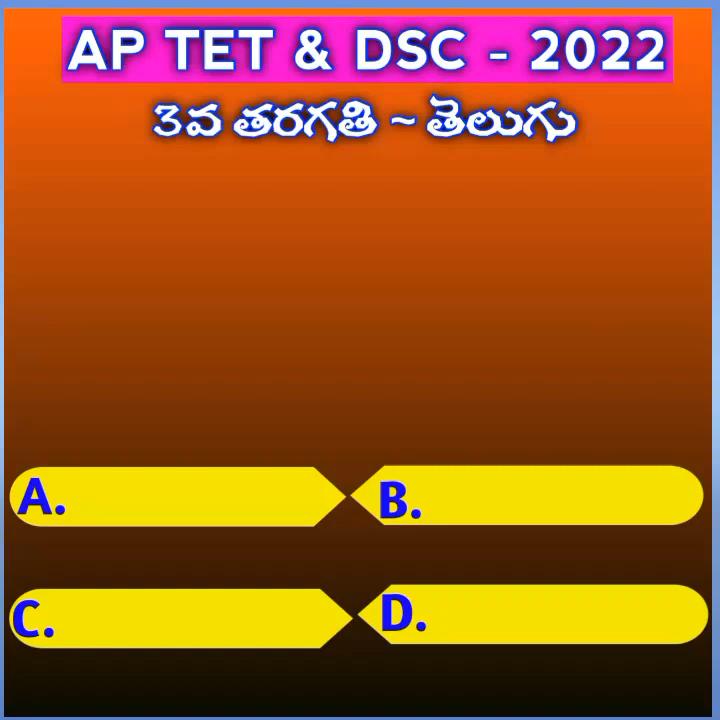 AP TET & DSC - 2022
3వ తరగతి ~ తెలుగు
A.
B.
C.
D.